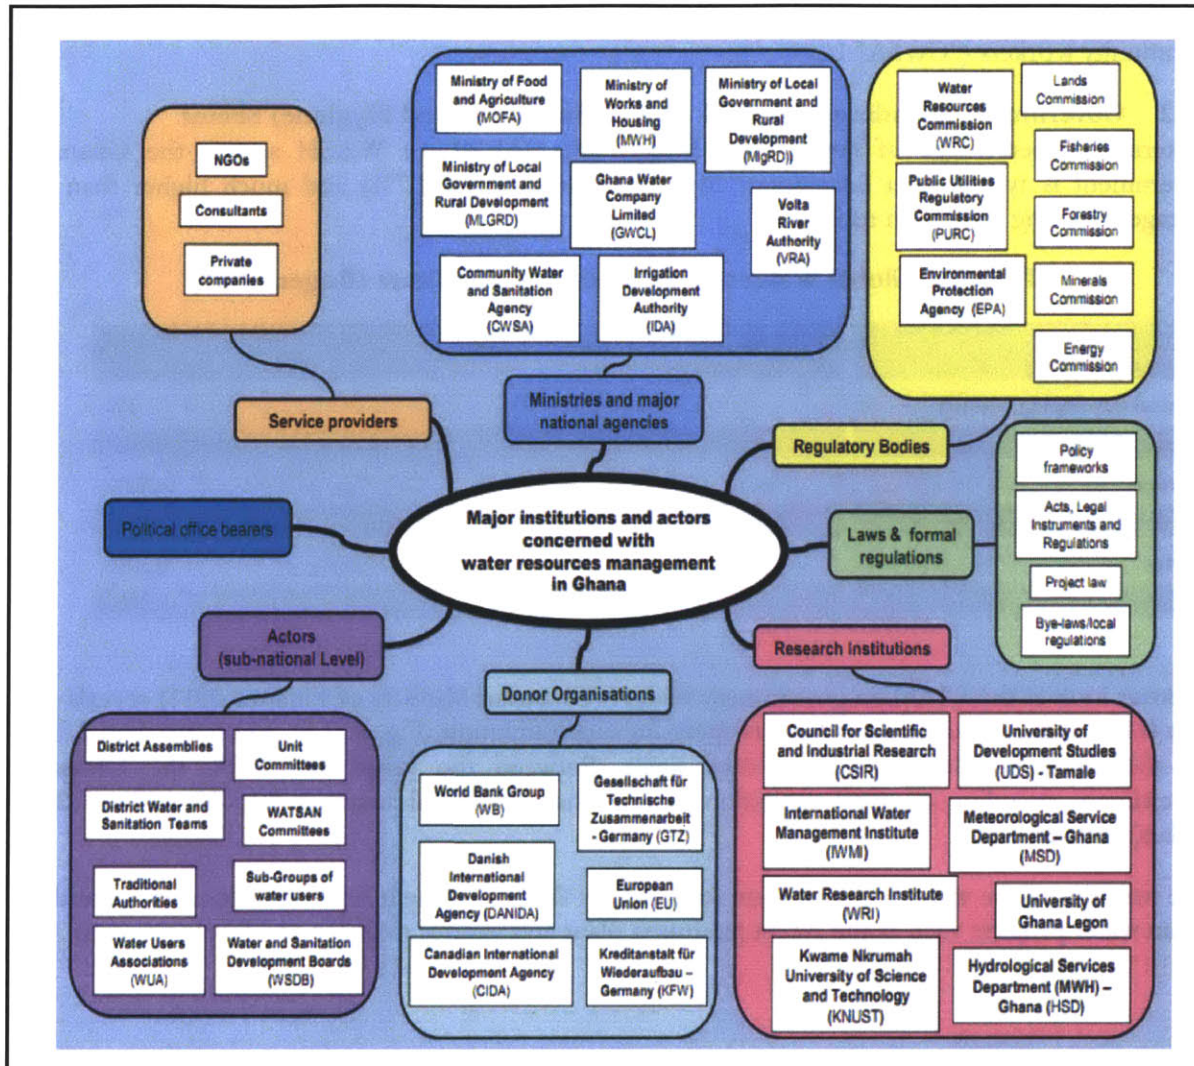 NGOs
Consultants
Private
companies
Service providers
Ministry of Food
and Agriculture
(MOFA)
Ministry of
Works and
Housing
(MWH)
Ministry of Local
Government and
Rural
Development
(MlgRD))
Ministry of Local
Government and
Rural Development
(MLGRD)
Ghana Water
Company
Limited
(GWCL)
Volta
River
Authority
(VRA)
Community Water
and Sanitation
Agency
(CWSA)
Irrigation
Development
Authority
(IDA)
Ministries and major
national agencies
Water
Resources
Commission
(WRC)
Lands
Commission
Fisheries
Commission
Public Utilities
Regulatory
Commission
(PURC)
Forestry
Commission
Environmental
Protection
Agency (EPA)
Minerals
Commission
Energy
Commission
Regulatory Bodies
Policy
frameworks
Acts, Legal
Instruments and
Regulations
Project law
Bye-laws/local
regulations
Laws & formal
regulations
Political office bearers
Major institutions and actors
concerned with
water resources management
in Ghana
Actors
(sub-national Level)
Donor Organisations
Research Institutions
District Assemblies
Unit
Committees
District Water and
Sanitation Teams
WATSAN
Committees
Traditional
Authorities
Sub-Groups of
water users
Water Users
Associations
(WUA)
Water and Sanitation
Development Boards
(WSDB)
World Bank Group
(WB)
Gesellschaft für
Technische
Zusammenarbeit
- Germany (GTZ)
Danish
International
Development
Agency (DANIDA)
European
Union (EU)
Canadian International
Development Agency
(CIDA)
Kreditanstalt für
Wiederaufbau –
Germany (KFW)
Council for Scientific
and Industrial Research
(CSIR)
University of
Development Studies
(UDS) - Tamale
International Water
Management Institute
(IWMI)
Meteorological Service
Department – Ghana
(MSD)
Water Research Institute
(WRI)
University of
Ghana Legon
Kwame Nkrumah
University of Science
and Technology
(KNUST)
Hydrological Services
Department (MWH) –
Ghana (HSD)